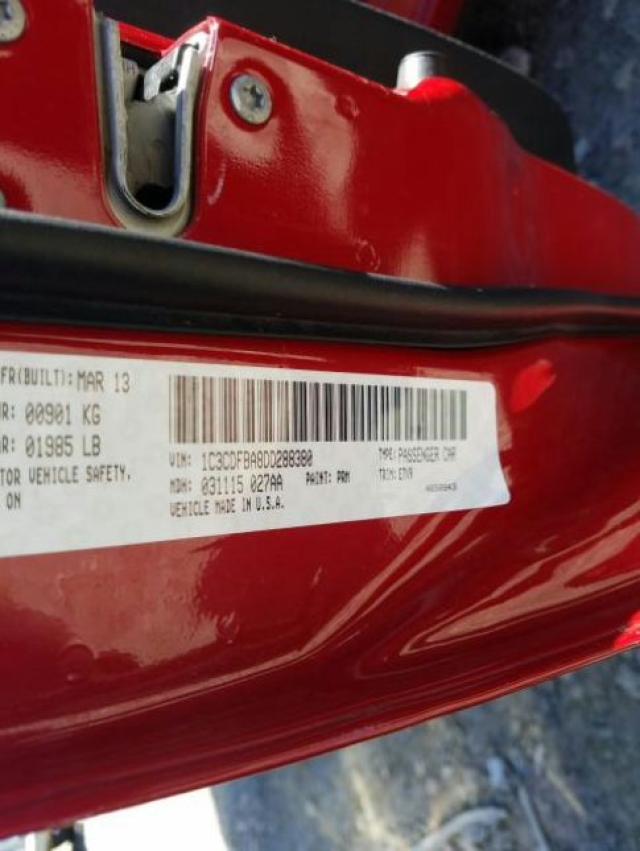 FR(BUILT): MAR 13
R: 00901 KG
R: 01985 LB
TOR VEHICLE SAFETY,
ON
VIN: 1C3CDFBA8DD288380
TYPE: PASSENGER CAR
MDH: 031115 027AA
PAINT: PRM
TRIM: ETX9
VEHICLE MADE IN U.S.A.